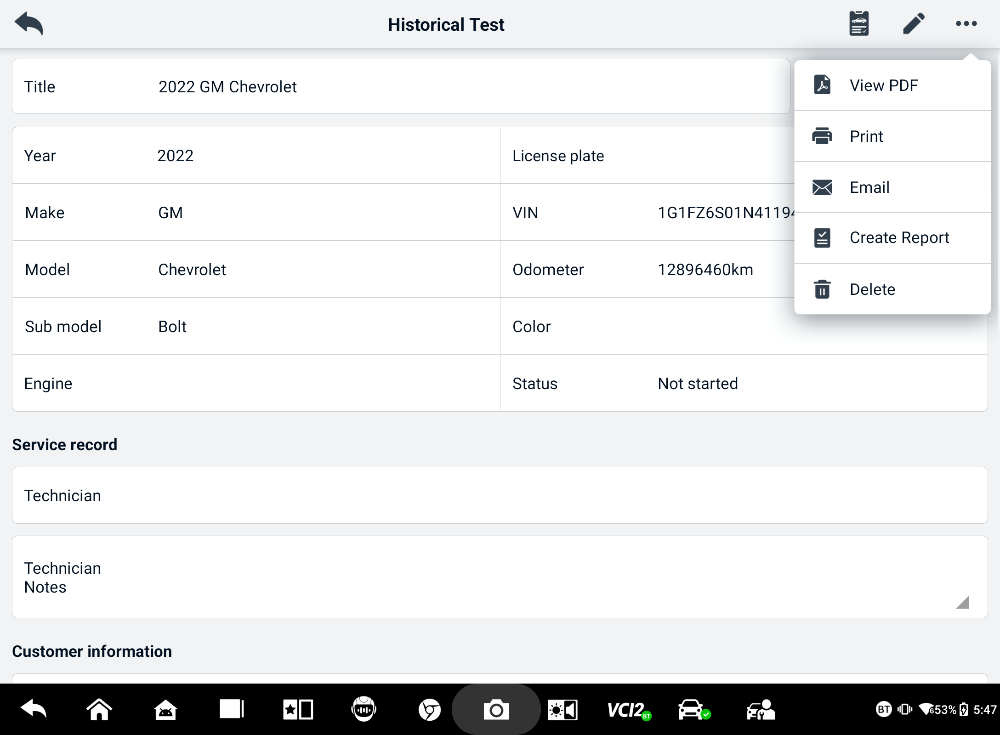 Historical Test
Title 2022 GM Chevrolet
View PDF
Print
Email
Create Report
Delete
Year 2022
License plate
Make GM
VIN 1G1FZ6S01N41194
Model Chevrolet
Odometer 12896460km
Sub model Bolt
Color
Engine
Status Not started
Service record
Technician
Technician
Notes
Customer information
VCI2 BT
BT 6 53% 5:47